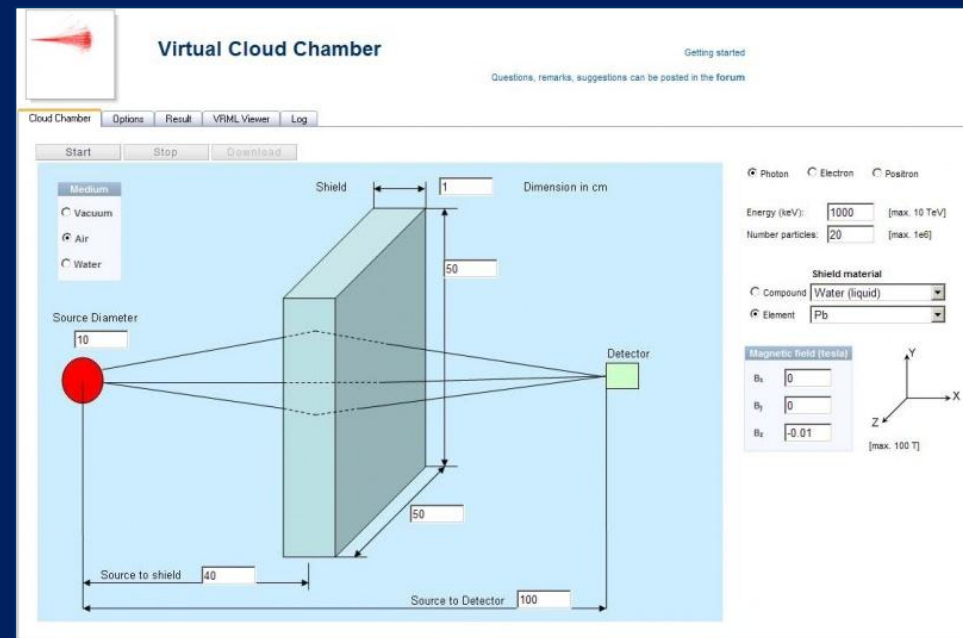 Virtual Cloud Chamber
Getting started
Questions, remarks, suggestions can be posted in the forum
Cloud Chamber Options Result VRML Viewer Log
Start Stop Download
Medium
Vacuum
Air
Water
Shield 1 Dimension in cm
50
Source Diameter
10
Detector
50
Source to shield 40
Source to Detector 100
Photon Electron Positron
Energy (keV): 1000 [max. 10 TeV]
Number particles: 20 [max. 1e6]
Shield material
Compound Water (liquid)
Element Pb
Magnetic field (tesla)
Bx 0
By 0
Bz -0.01
Y
X
Z
[max. 100 T]